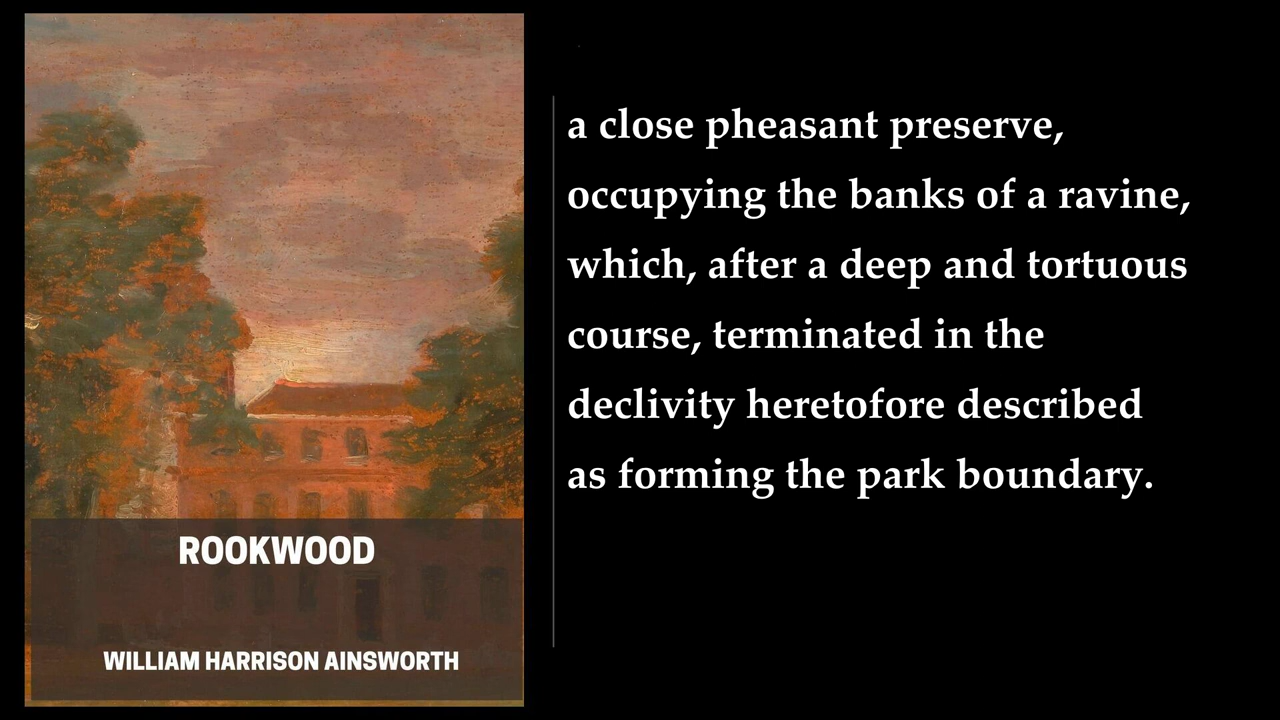 ROOKWOOD
WILLIAM HARRISON AINSWORTH
a close pheasant preserve,
occupying the banks of a ravine,
which, after a deep and tortuous
course, terminated in the
declivity heretofore described
as forming the park boundary.